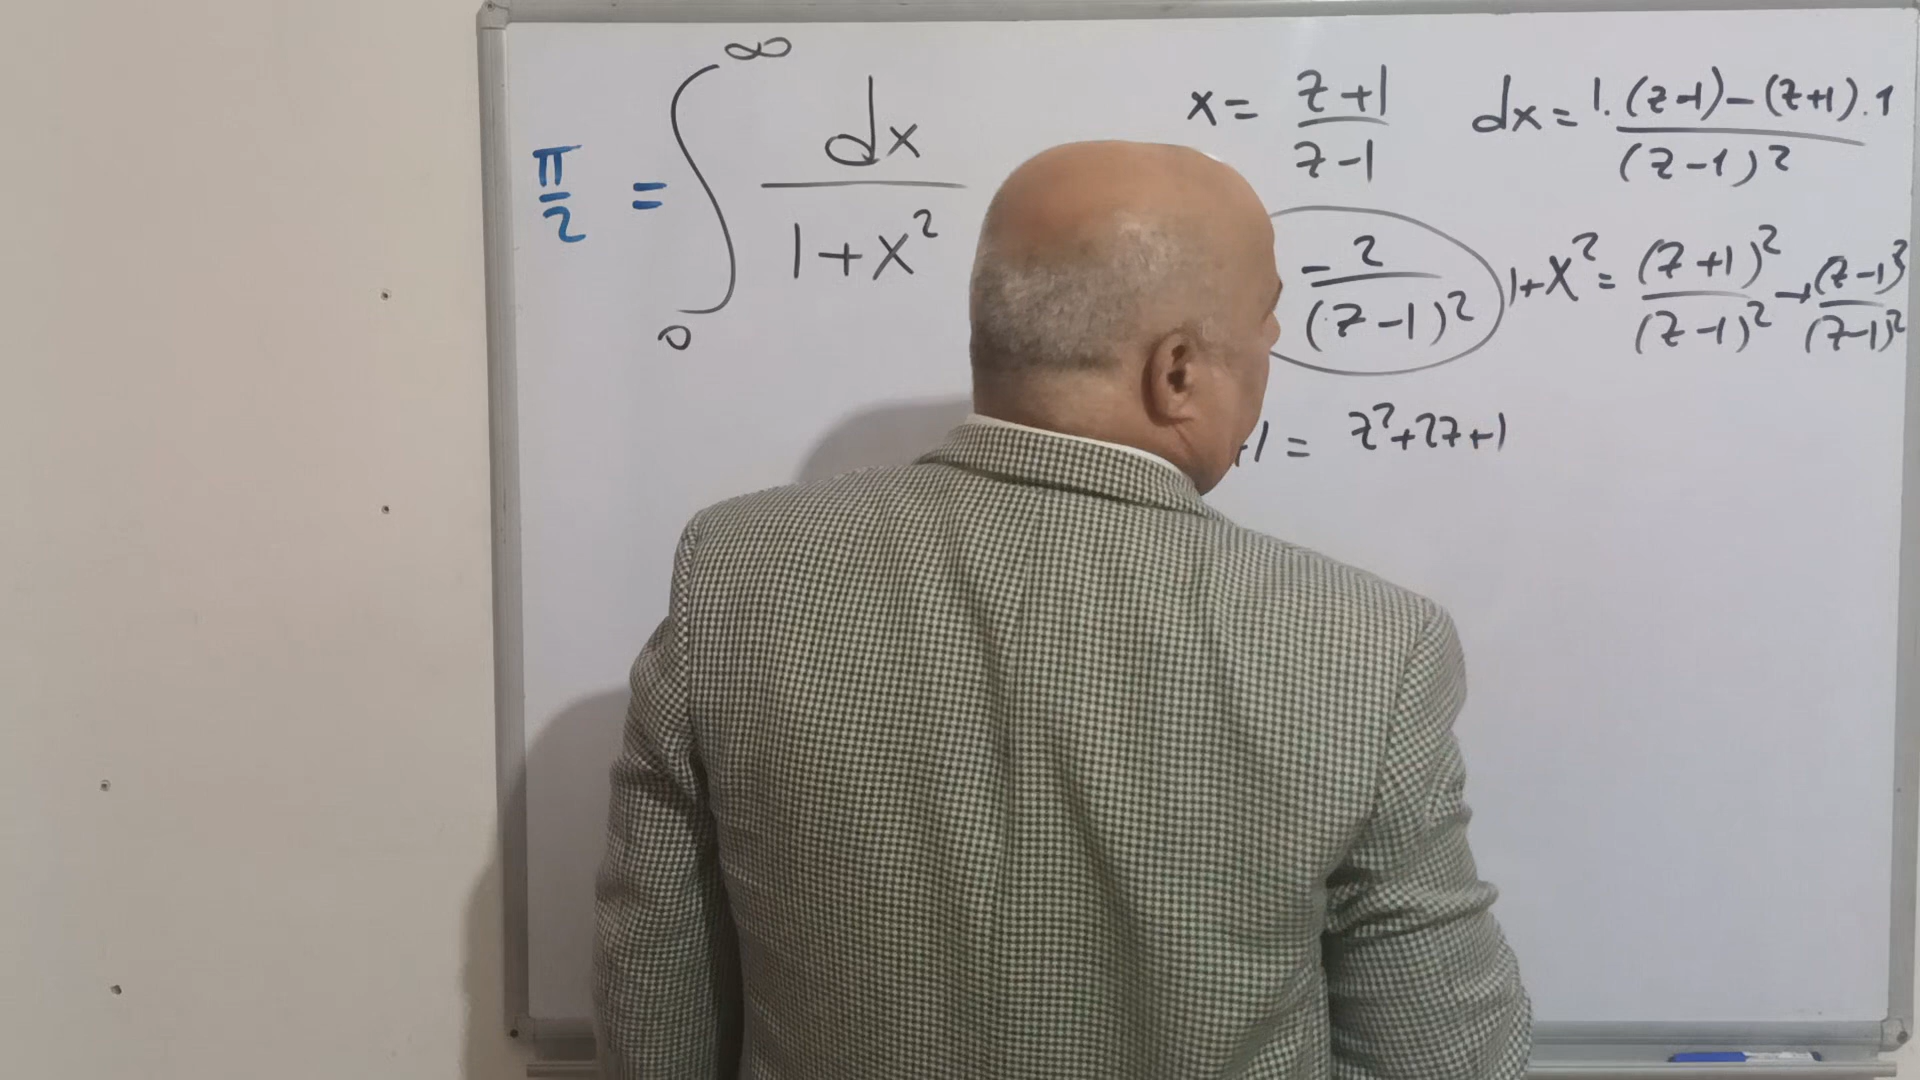 π/2 = ∫₀^∞ dx/(1+x²)
x = (z+1)/(z-1)
dx = (1.(z-1)-(z+1).1)/(z-1)²
-2/(z-1)²
1+x² = (z+1)²/(z-1)² + (z-1)²/(z-1)²
+1 = z²+2z+1